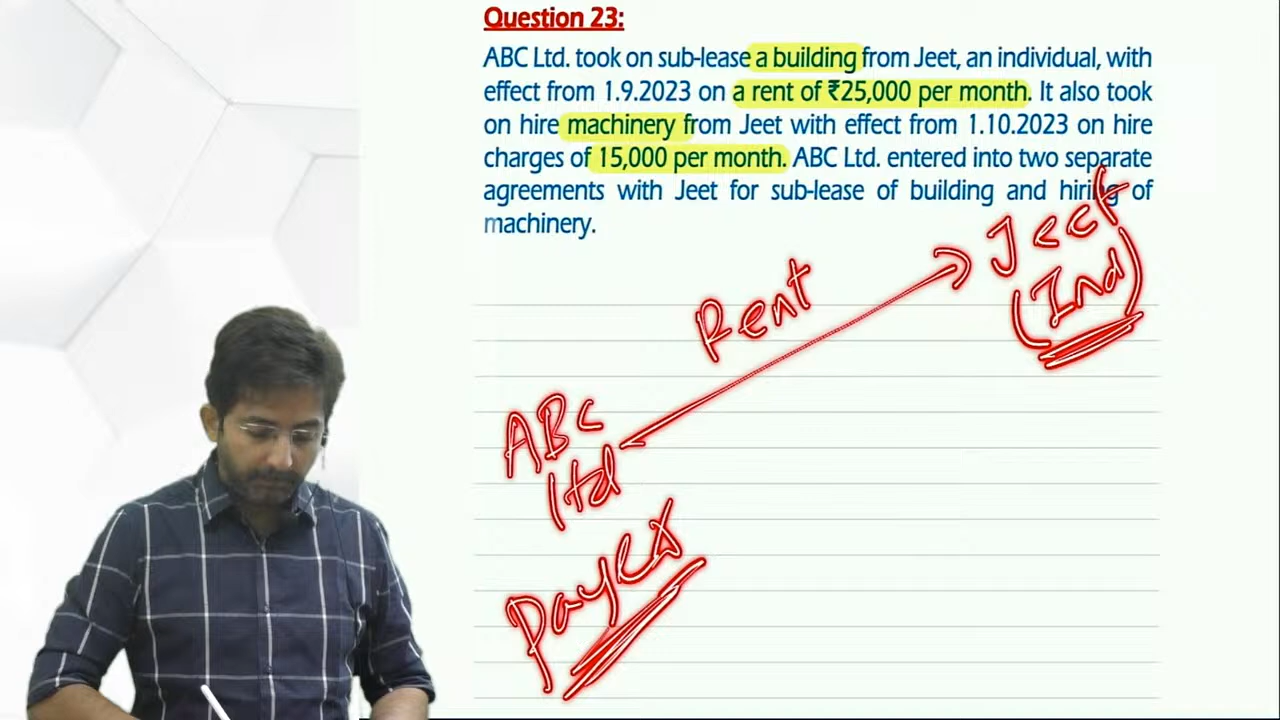 Question 23:
ABC Ltd. took on sub-lease a building from Jeet, an individual, with
effect from 1.9.2023 on a rent of ₹25,000 per month. It also took
on hire machinery from Jeet with effect from 1.10.2023 on hire
charges of 15,000 per month. ABC Ltd. entered into two separate
agreements with Jeet for sub-lease of building and hiring of
machinery.
Jeet
(Ind)
Rent
ABC
ltd
Payer